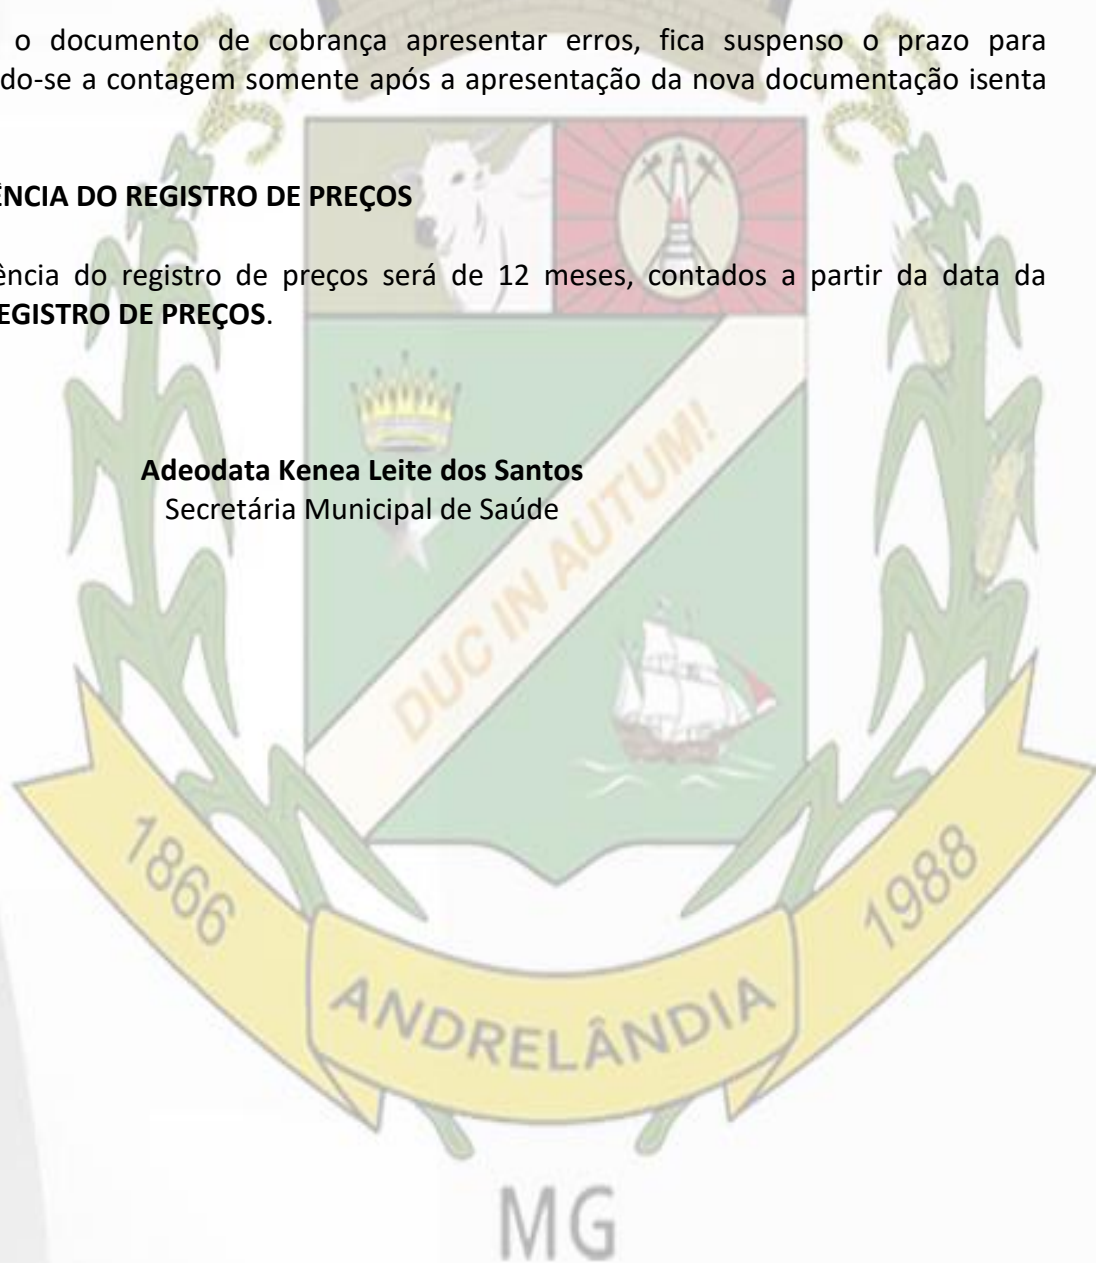 o documento de cobrança apresentar erros, fica suspenso o prazo para
do-se a contagem somente após a apresentação da nova documentação isenta
ÊNCIA DO REGISTRO DE PREÇOS
ência do registro de preços será de 12 meses, contados a partir da data da
EGISTRO DE PREÇOS.
Adeodata Kenea Leite dos Santos
Secretária Municipal de Saúde
DUC IN AUTUM!
1866
1988
ANDRELÂNDIA
MG